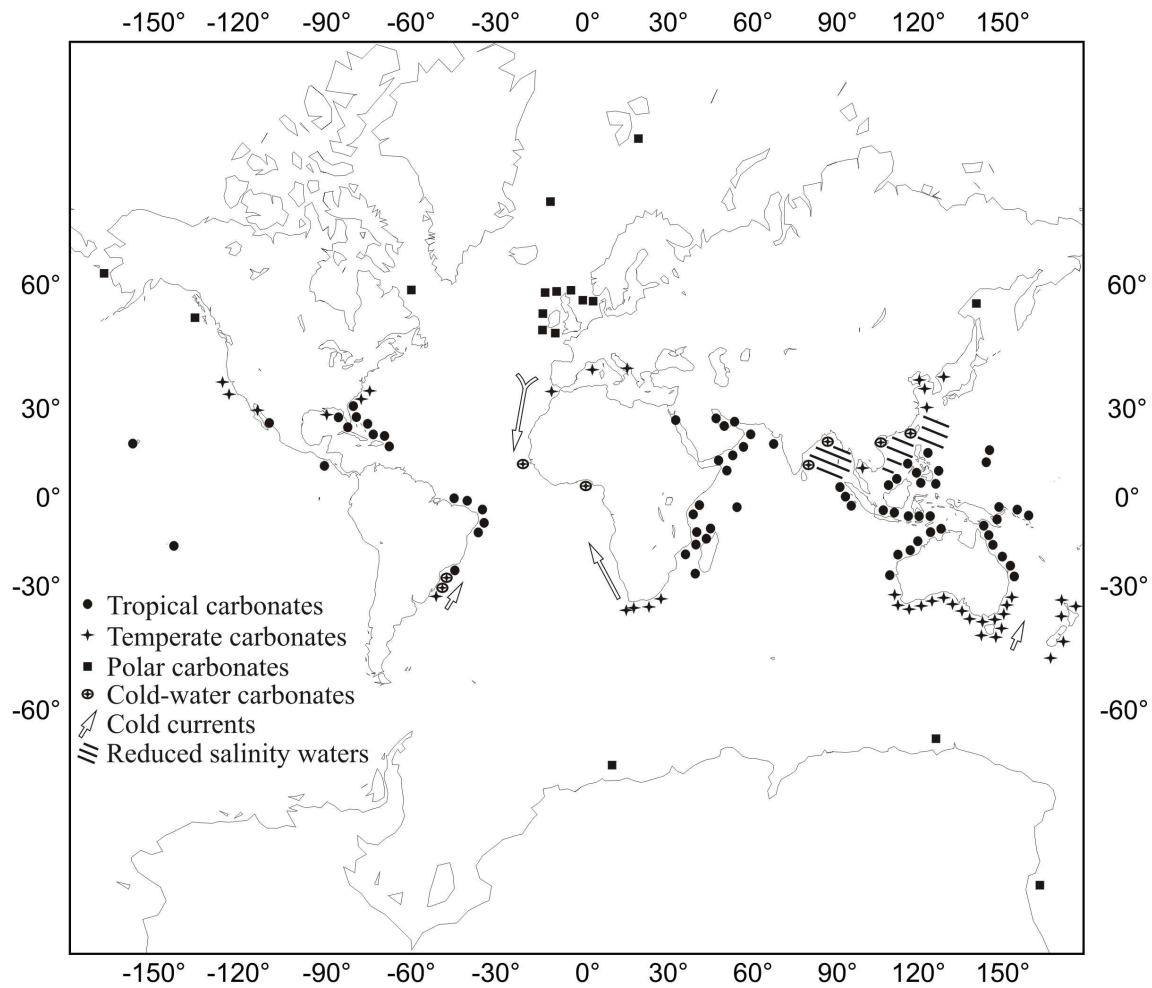 -150° -120° -90° -60° -30° 0° 30° 60° 90° 120° 150°
60° 60°
30° 30°
0° 0°
-30° -30°
Tropical carbonates
Temperate carbonates
Polar carbonates
Cold-water carbonates
-60° -60°
Cold currents
Reduced salinity waters
-150° -120° -90° -60° -30° 0° 30° 60° 90° 120° 150°